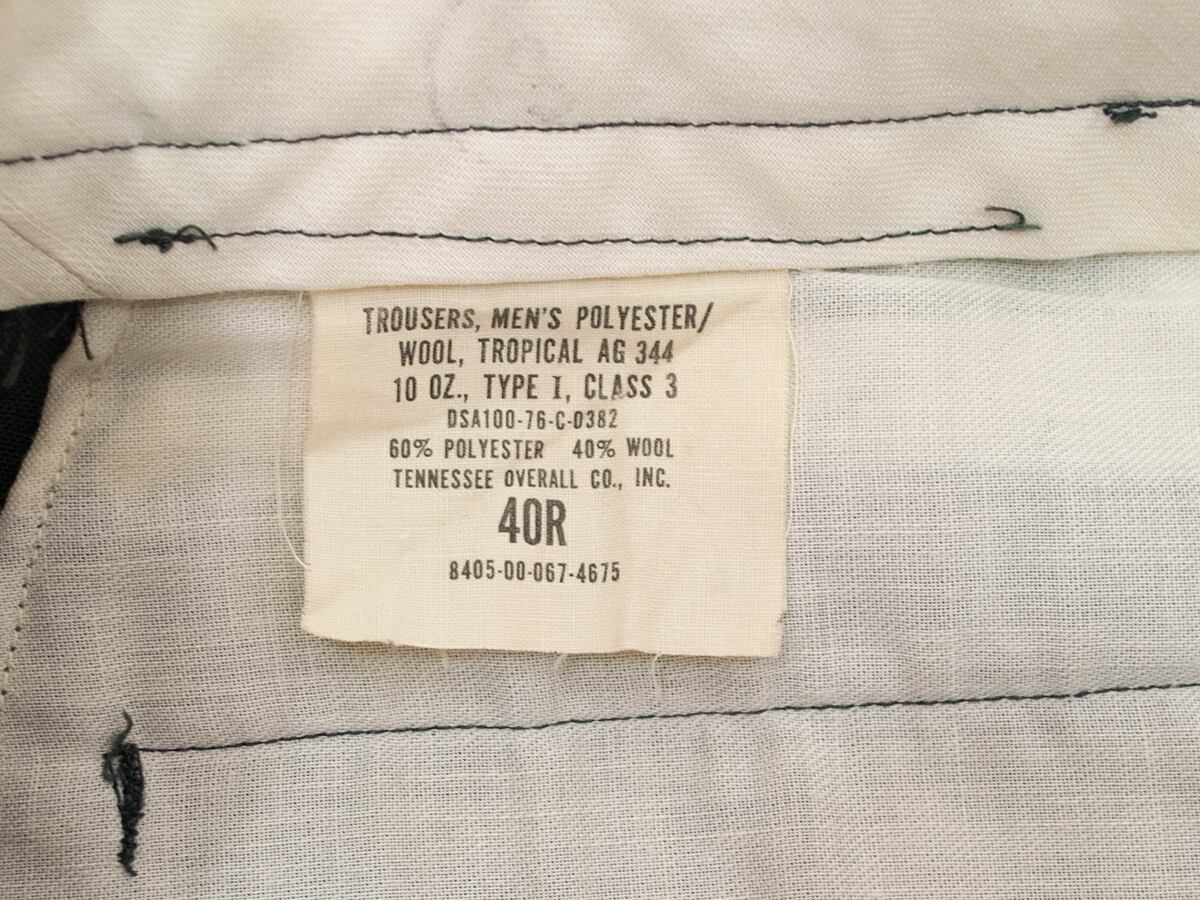 TROUSERS, MEN'S POLYESTER/
WOOL, TROPICAL AG 344
10 OZ., TYPE I, CLASS 3
DSA100-76-C-0382
60% POLYESTER 40% WOOL
TENNESSEE OVERALL CO., INC.
40R
8405-00-067-4675